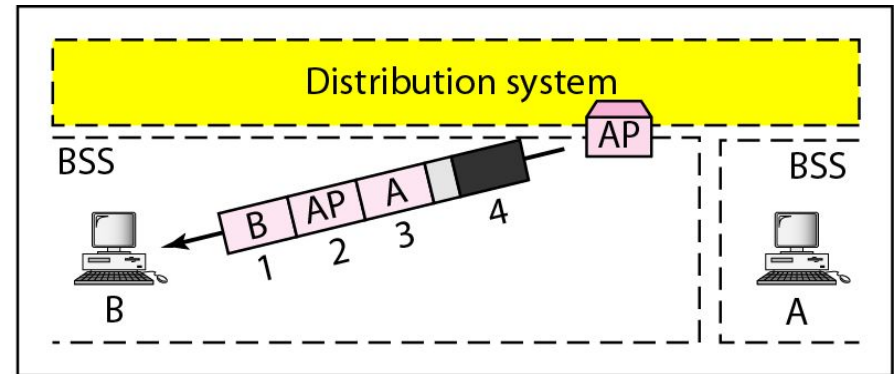 Distribution system
AP
BSS
BSS
B AP A
1 2 3 4
B
A